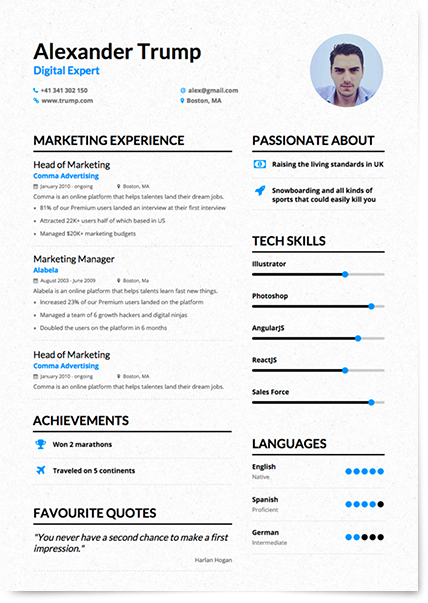 Alexander Trump
Digital Expert
+41 341 302 150
alex@gmail.com
www.trump.com
Boston, MA
MARKETING EXPERIENCE
Head of Marketing
Comma Advertising
January 2010 - ongoing
Boston, MA
Comma is an online platform that helps talentes land their dream jobs.
81% of our Premium users landed an interview at their first interview
Attracted 22K+ users half of which based in US
Managed $20K+ marketing budgets
Marketing Manager
Alabela
August 2003 - June 2009
Boston, MA
Alabela is an online platform that helps talents learn fast new things.
Increased 23% of our Premium users landed on the platform
Managed a team of 6 growth hackers and digital ninjas
Doubled the users on the platform in 6 months
Head of Marketing
Comma Advertising
January 2010 - ongoing
Boston, MA
Comma is an online platform that helps talentes land their dream jobs.
ACHIEVEMENTS
Won 2 marathons
Traveled on 5 continents
FAVOURITE QUOTES
"You never have a second chance to make a first
impression."
Harlan Hogan
PASSIONATE ABOUT
Raising the living standards in UK
Snowboarding and all kinds of
sports that could easily kill you
TECH SKILLS
Illustrator
Photoshop
AngularJS
ReactJS
Sales Force
LANGUAGES
English
Native
Spanish
Proficient
German
Intermediate